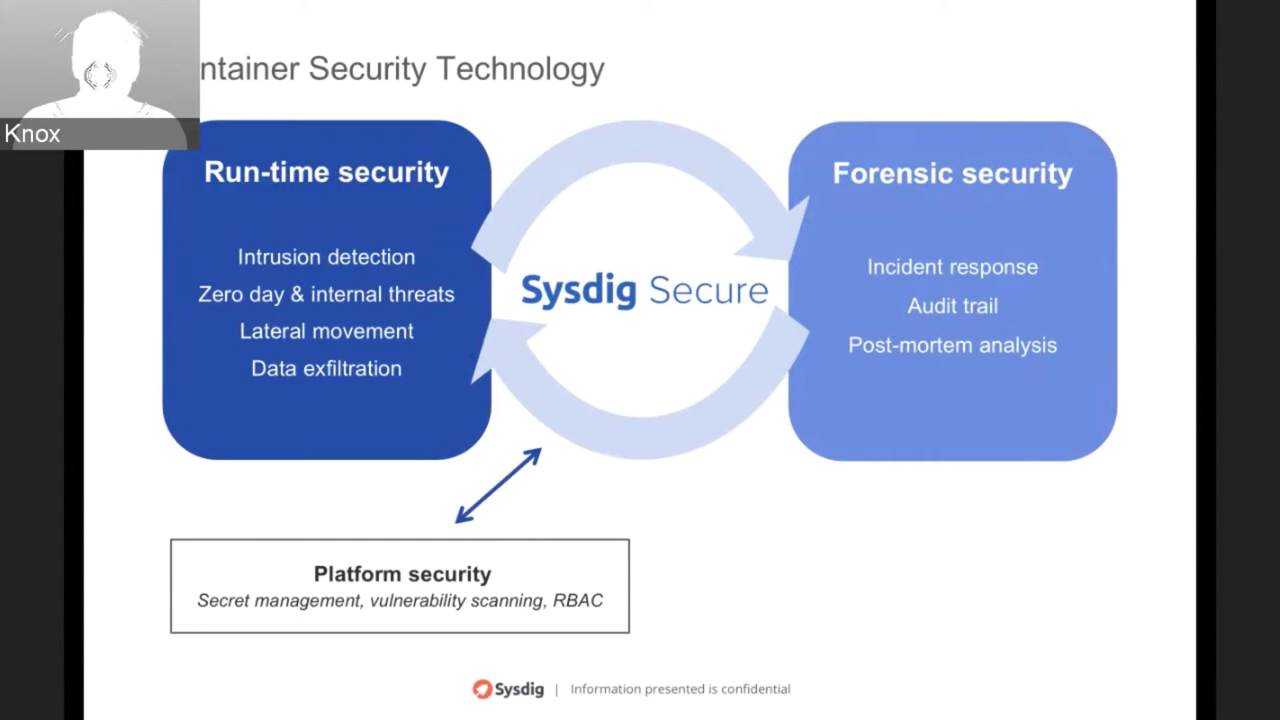 ntainer Security Technology
Knox
Run-time security
Intrusion detection
Zero day & internal threats
Lateral movement
Data exfiltration
Sysdig Secure
Forensic security
Incident response
Audit trail
Post-mortem analysis
Platform security
Secret management, vulnerability scanning, RBAC
Sysdig | Information presented is confidential